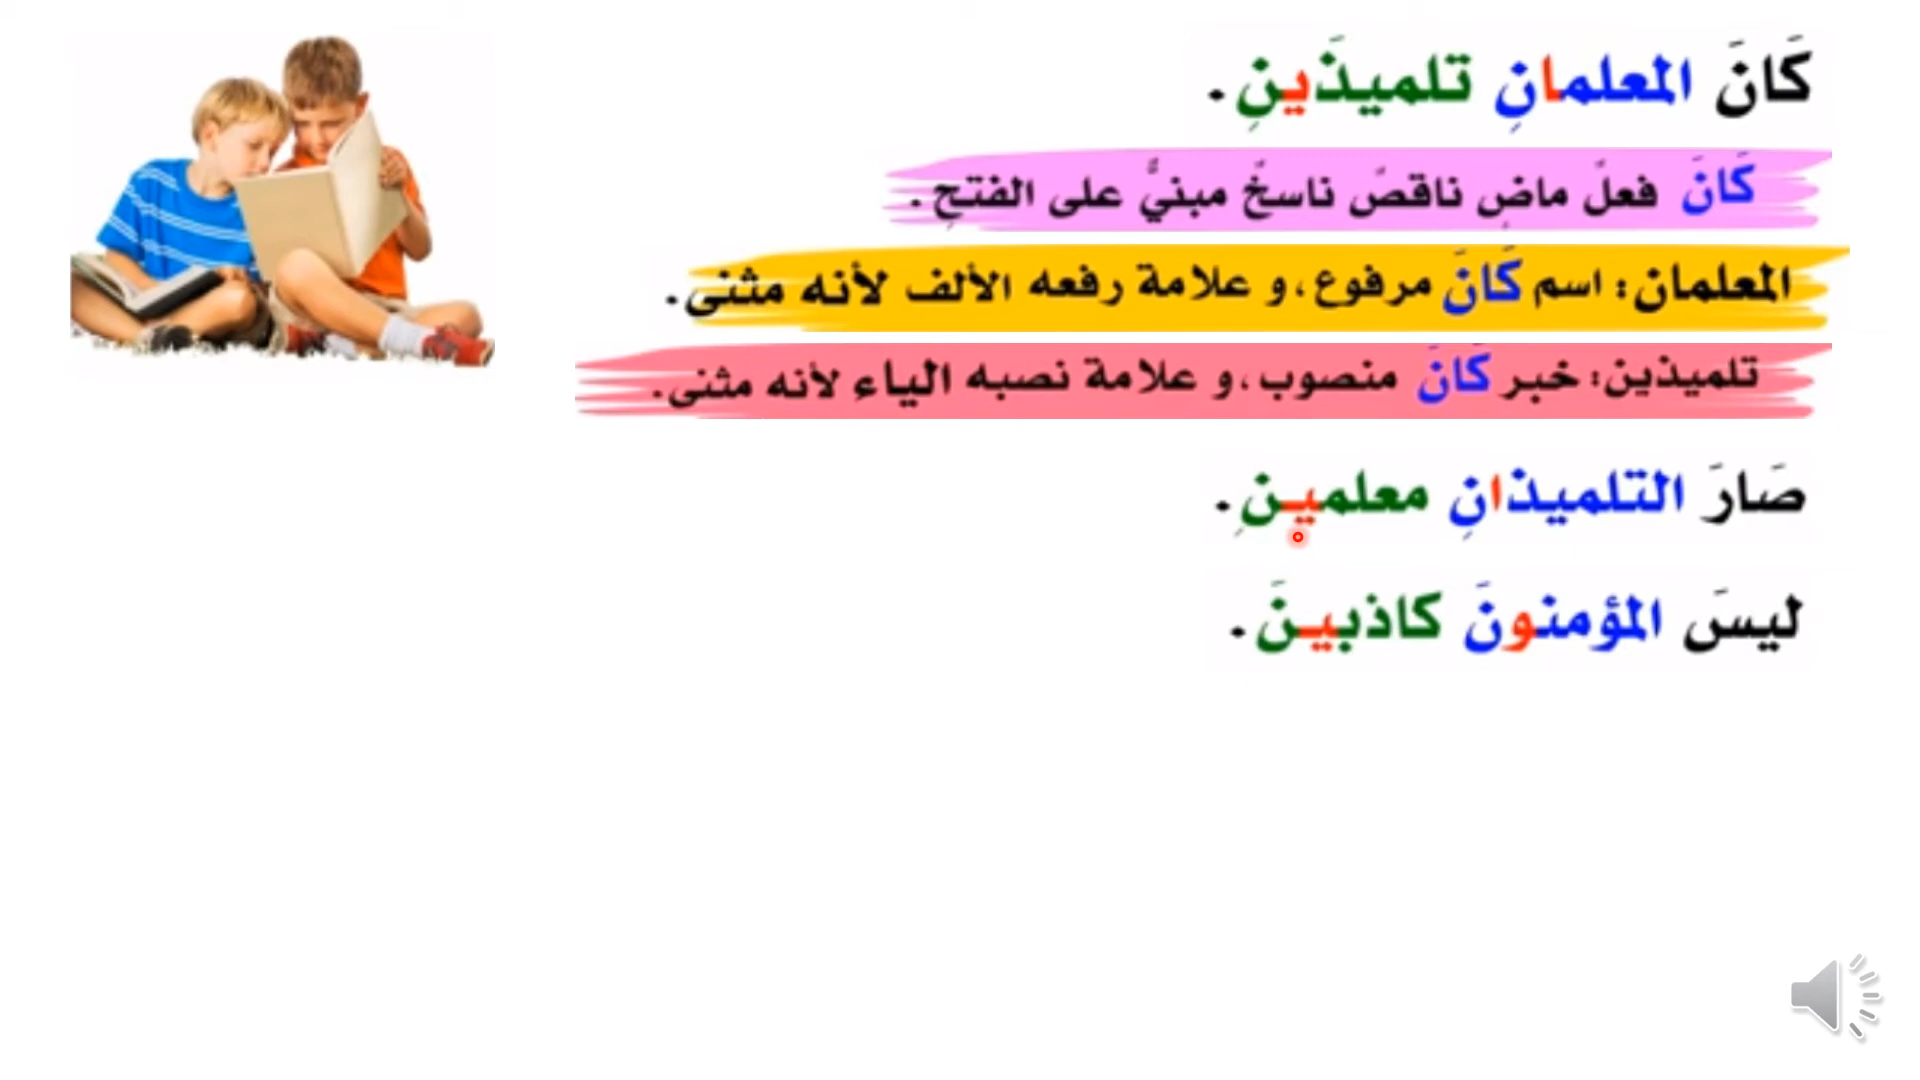 كَانَ المعلمانِ تلميذَينِ.
كَانَ فعلٌ ماضٍ ناقصٌ ناسخٌ مبنيٌّ على الفتحِ.
المعلمان: اسم كَانَ مرفوع، و علامة رفعه الألف لأنه مثنى.
تلميذين: خبر كَانَ منصوب، و علامة نصبه الياء لأنه مثنى.
صَارَ التلميذانِ معلمينِ.
ليسَ المؤمنونَ كاذبينَ.